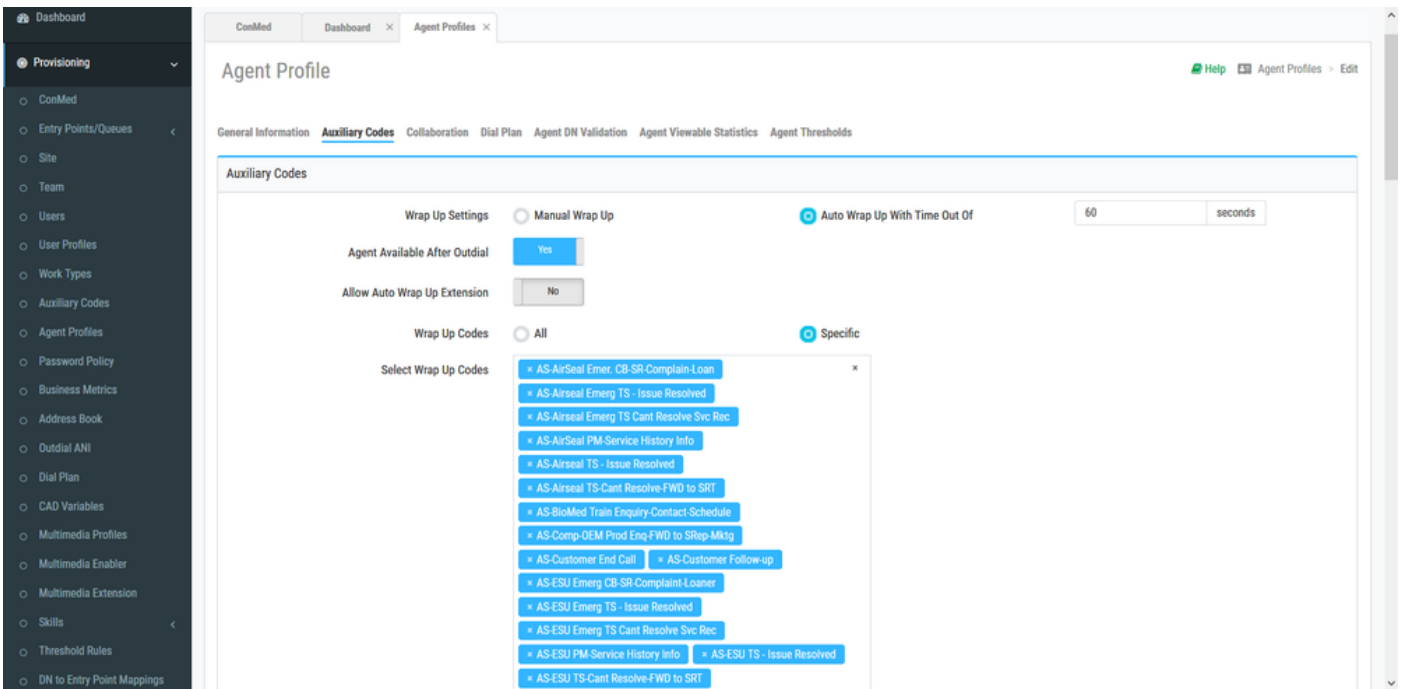 Dashboard
Provisioning
ConMed
Entry Points/Queues
Site
Team
Users
User Profiles
Work Types
Auxiliary Codes
Agent Profiles
Password Policy
Business Metrics
Address Book
Outdial ANI
Dial Plan
CAD Variables
Multimedia Profiles
Multimedia Enabler
Multimedia Extension
Skills
Threshold Rules
DN to Entry Point Mappings
ConMed Dashboard × Agent Profiles ×
Agent Profile
Help Agent Profiles > Edit
General Information Auxiliary Codes Collaboration Dial Plan Agent DN Validation Agent Viewable Statistics Agent Thresholds
Auxiliary Codes
Wrap Up Settings Manual Wrap Up Auto Wrap Up With Time Out Of 60 seconds
Agent Available After Outdial Yes
Allow Auto Wrap Up Extension No
Wrap Up Codes All Specific
Select Wrap Up Codes × AS-AirSeal Emer. CB-SR-Complain-Loan ×
× AS-Airseal Emerg TS - Issue Resolved
× AS-Airseal Emerg TS Cant Resolve Svc Rec
× AS-AirSeal PM-Service History Info
× AS-Airseal TS - Issue Resolved
× AS-Airseal TS-Cant Resolve-FWD to SRT
× AS-BioMed Train Enquiry-Contact-Schedule
× AS-Comp-OEM Prod Enq-FWD to SRep-Mktg
× AS-Customer End Call × AS-Customer Follow-up
× AS-ESU Emerg CB-SR-Complaint-Loaner
× AS-ESU Emerg TS - Issue Resolved
× AS-ESU Emerg TS Cant Resolve Svc Rec
× AS-ESU PM-Service History Info × AS-ESU TS - Issue Resolved
× AS-ESU TS-Cant Resolve-FWD to SRT